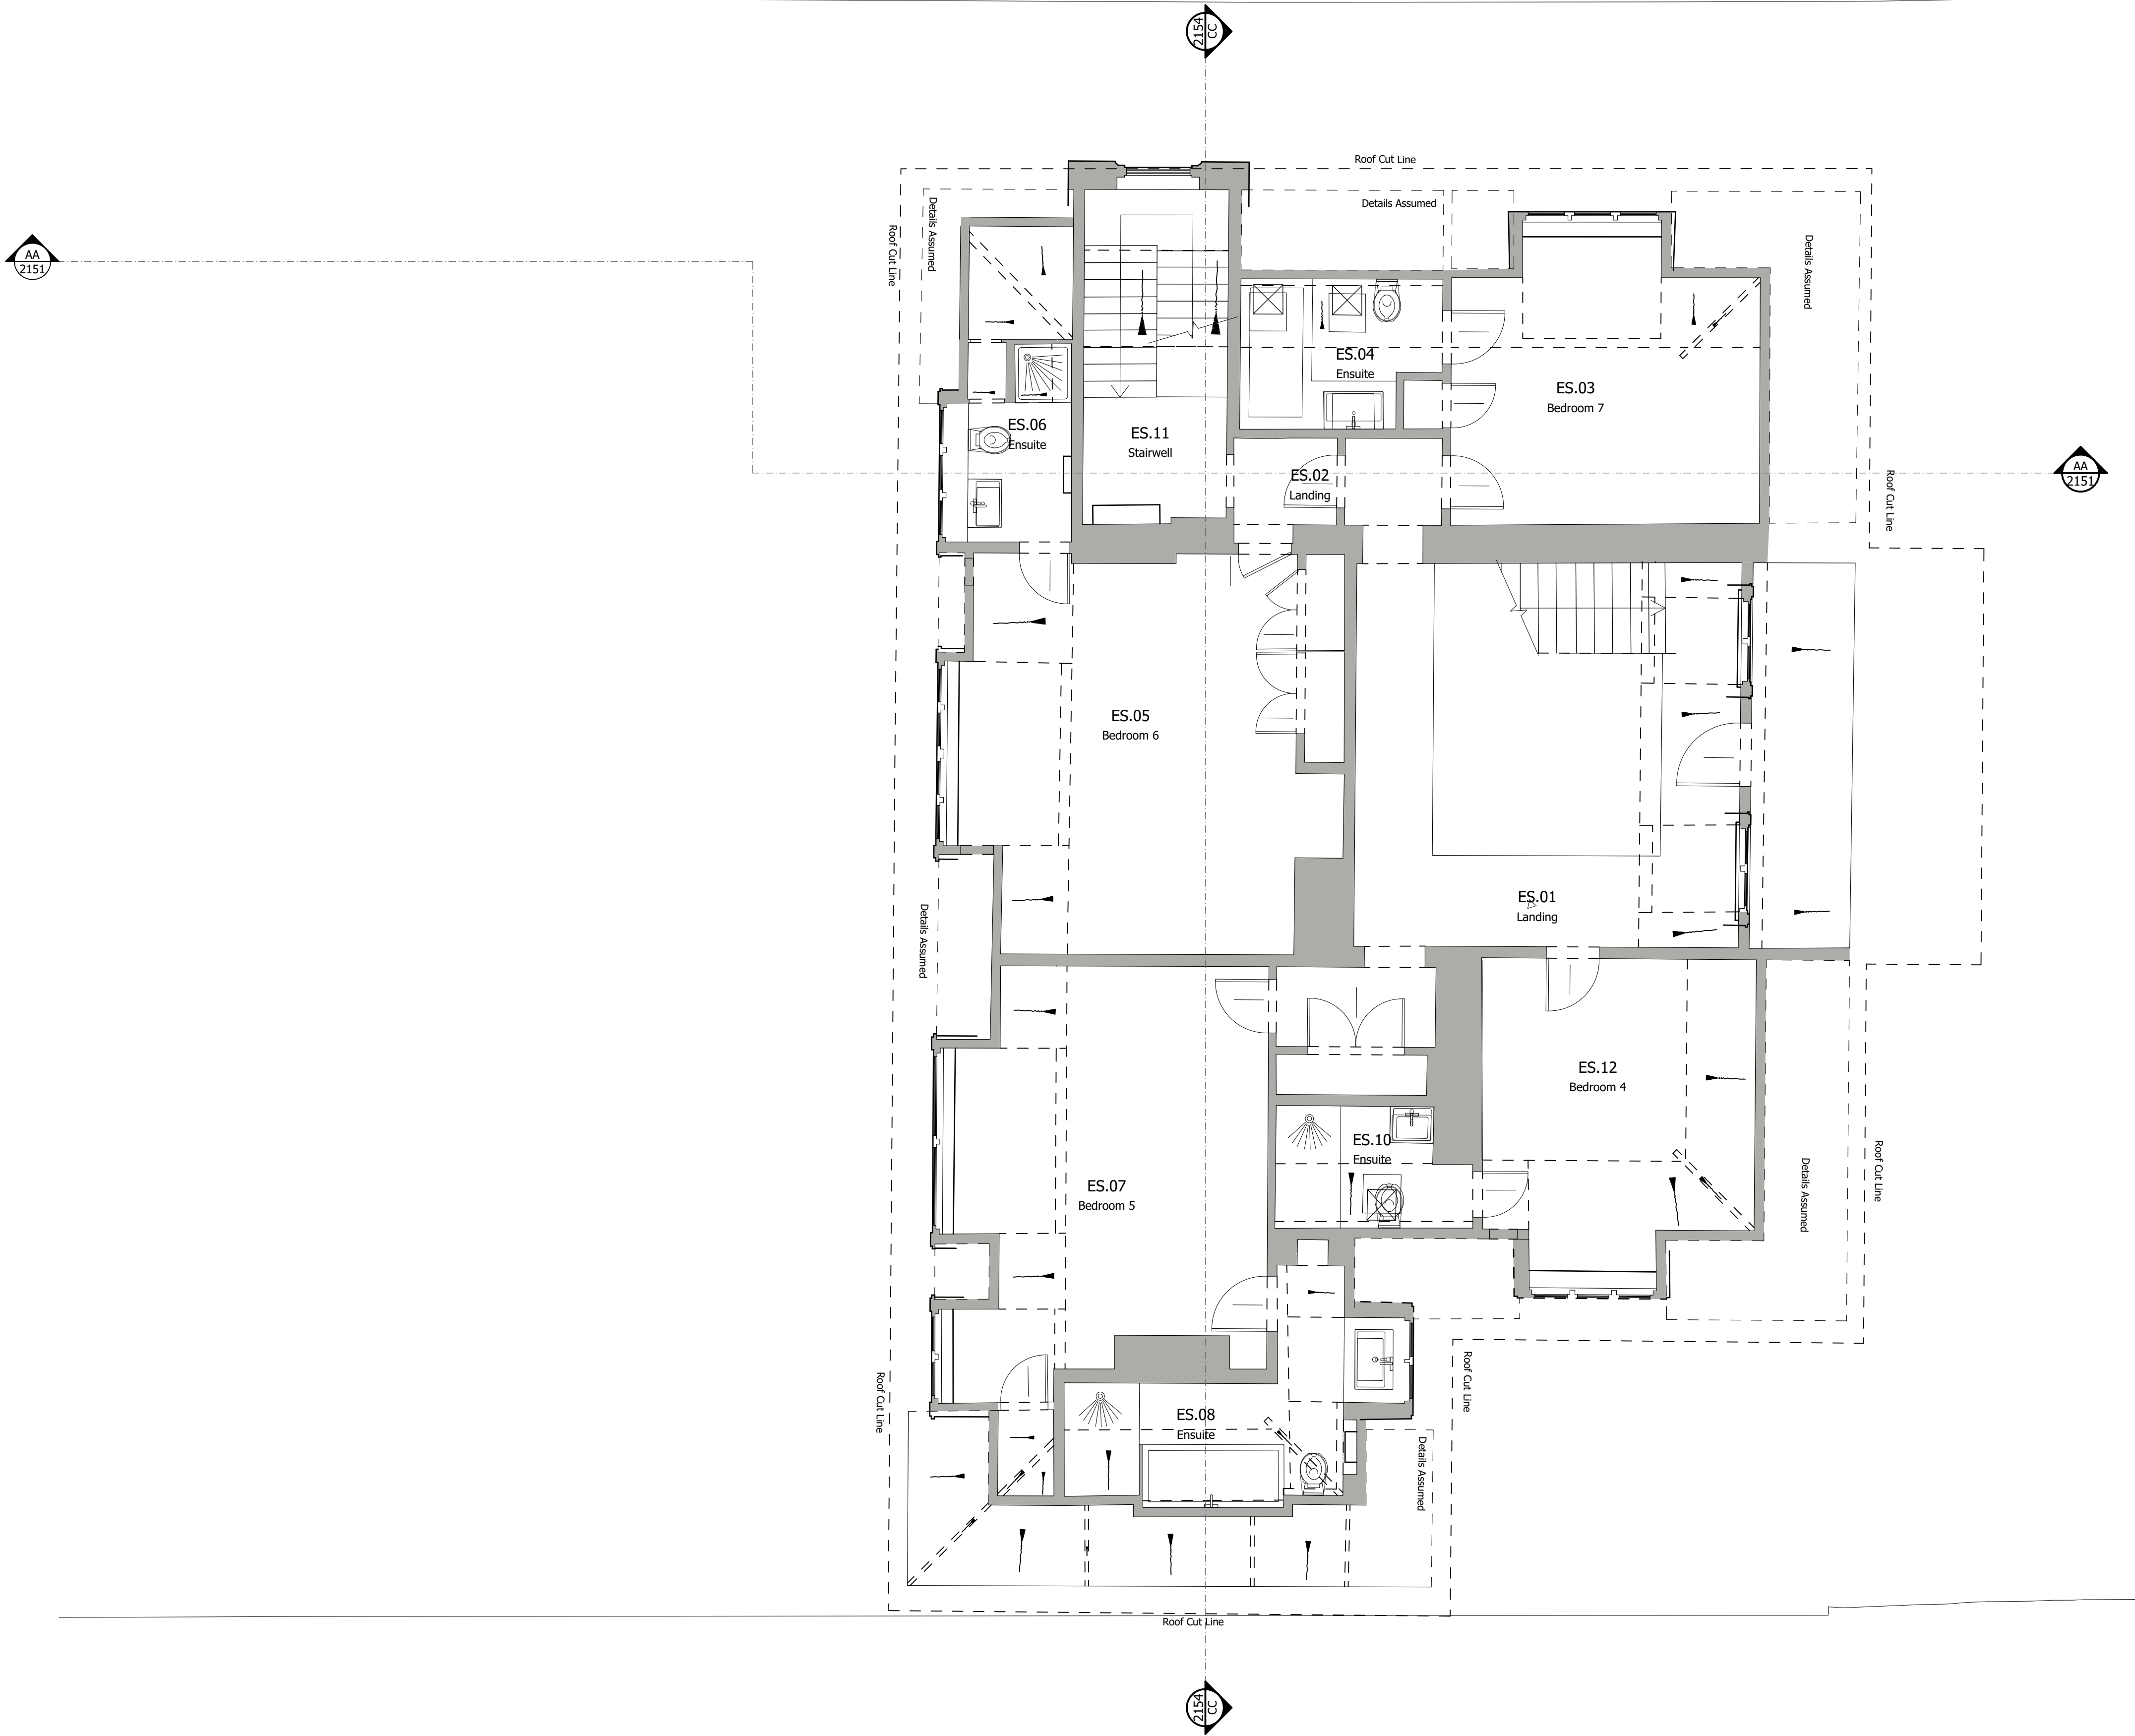 2154
CC
Roof Cut Line
Details Assumed
Details Assumed
Roof Cut Line
Details Assumed
AA
2151
ES.04
Ensuite
ES.03
Bedroom 7
ES.06
Ensuite
ES.11
Stairwell
ES.02
Landing
AA
2151
Roof Cut Line
ES.05
Bedroom 6
ES.01
Landing
Details Assumed
ES.12
Bedroom 4
ES.10
Ensuite
Roof Cut Line
Details Assumed
ES.07
Bedroom 5
Roof Cut Line
Roof Cut Line
ES.08
Ensuite
Details Assumed
Roof Cut Line
2154
CC